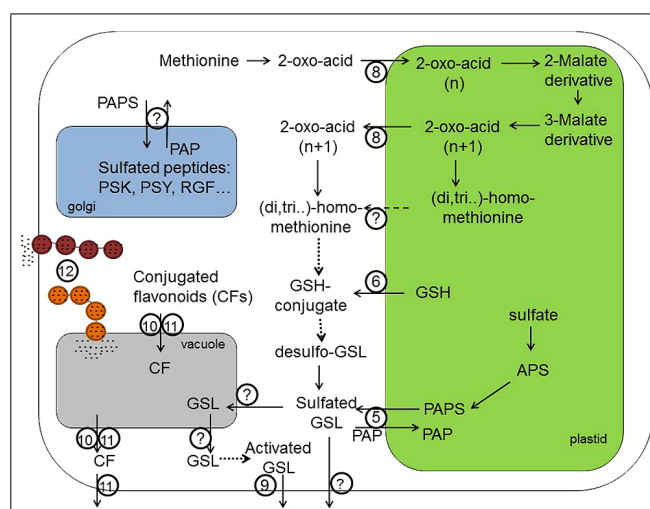 Methionine 2-oxo-acid 8 2-oxo-acid
(n)
2-Malate
derivative
PAPS
?
PAP
Sulfated peptides:
PSK, PSY, RGF...
golgi
2-oxo-acid
(n+1)
8
2-oxo-acid
(n+1)
3-Malate
derivative
(di,tri..)-homo-
methionine
?
(di,tri..)-homo-
methionine
12
Conjugated
flavonoids (CFs)
10 11
vacuole
CF
GSH-
conjugate
6
GSH
sulfate
desulfo-GSL
APS
GSL
?
Sulfated
GSL
5
PAPS
PAP
PAP
plastid
10 11
CF
11
?
GSL
Activated
GSL
9
?